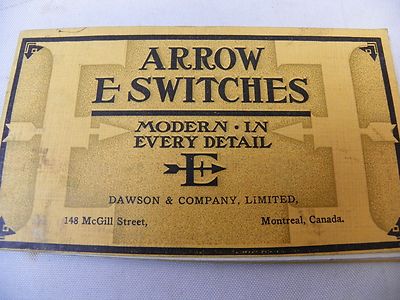 ARROW
E SWITCHES
MODERN · IN
EVERY DETAIL
E
DAWSON & COMPANY, LIMITED,
148 McGill Street, Montreal, Canada.